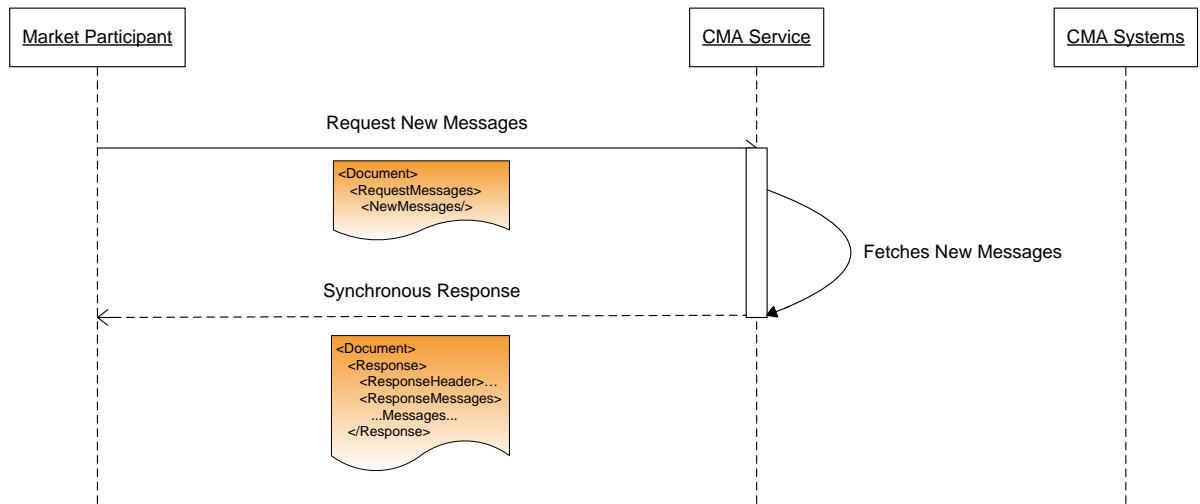 Market Participant
CMA Service
CMA Systems
Request New Messages
<Document>
<RequestMessages>
<NewMessages/>
Fetches New Messages
Synchronous Response
<Document>
<Response>
<ResponseHeader>...
<ResponseMessages>
...Messages...
</Response>